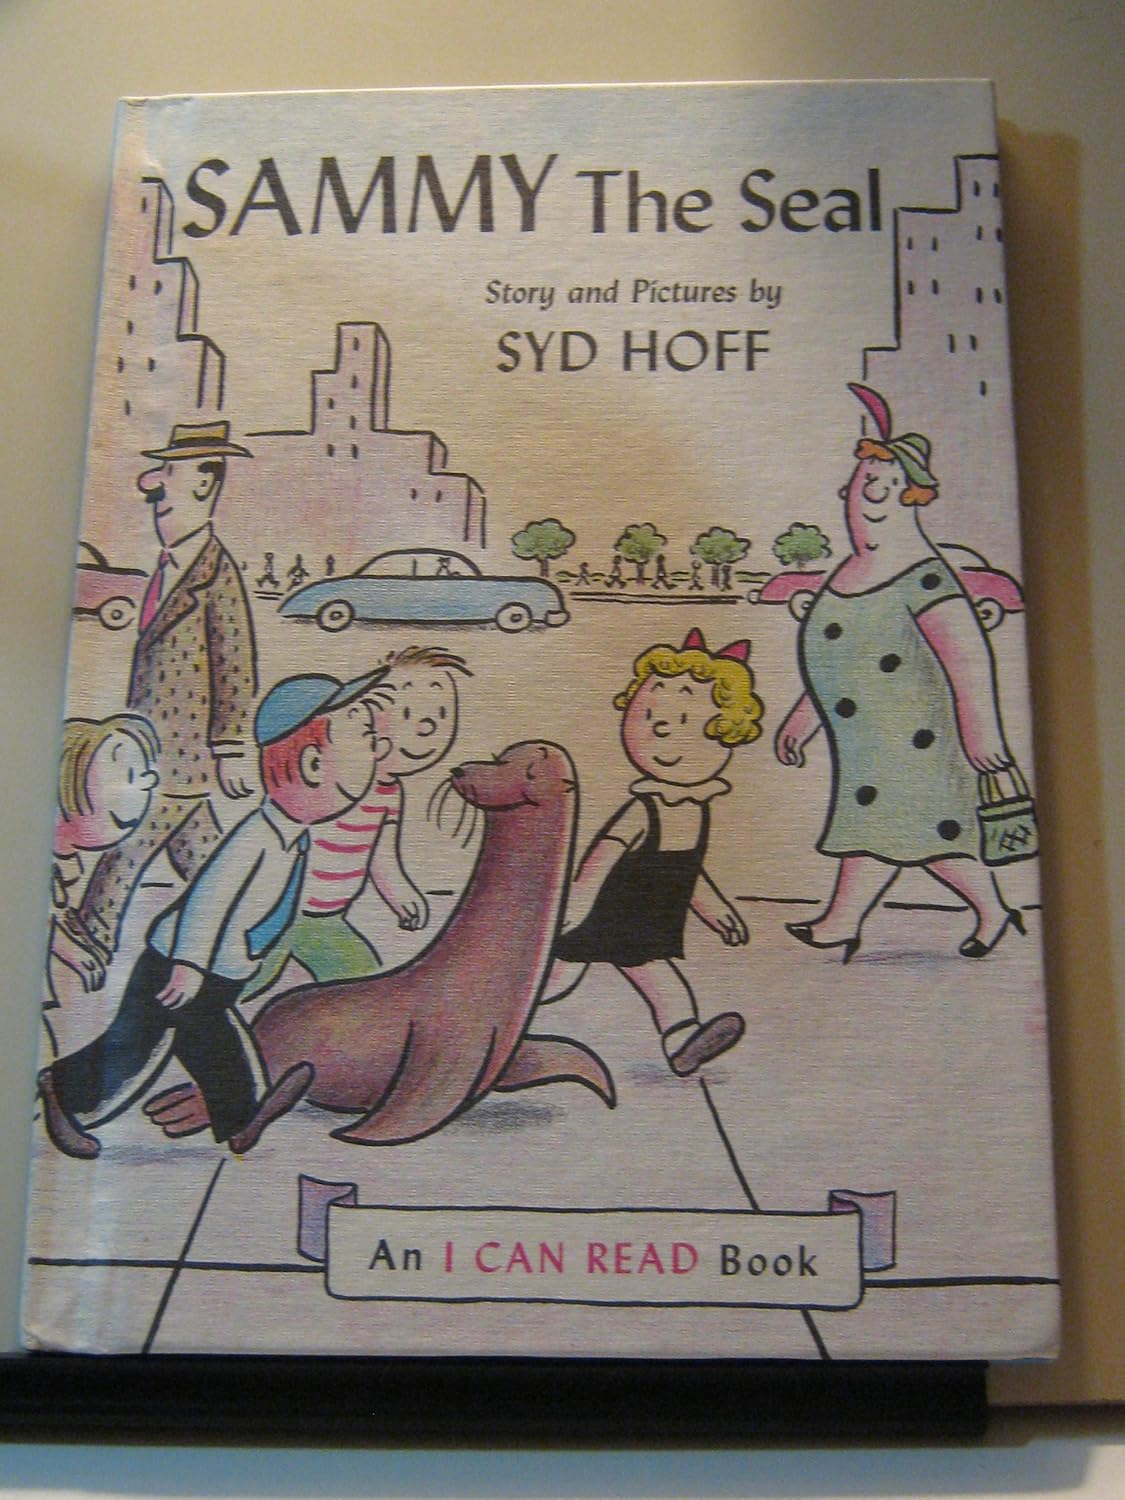 SAMMY The Seal
Story and Pictures by
SYD HOFF
An I CAN READ Book